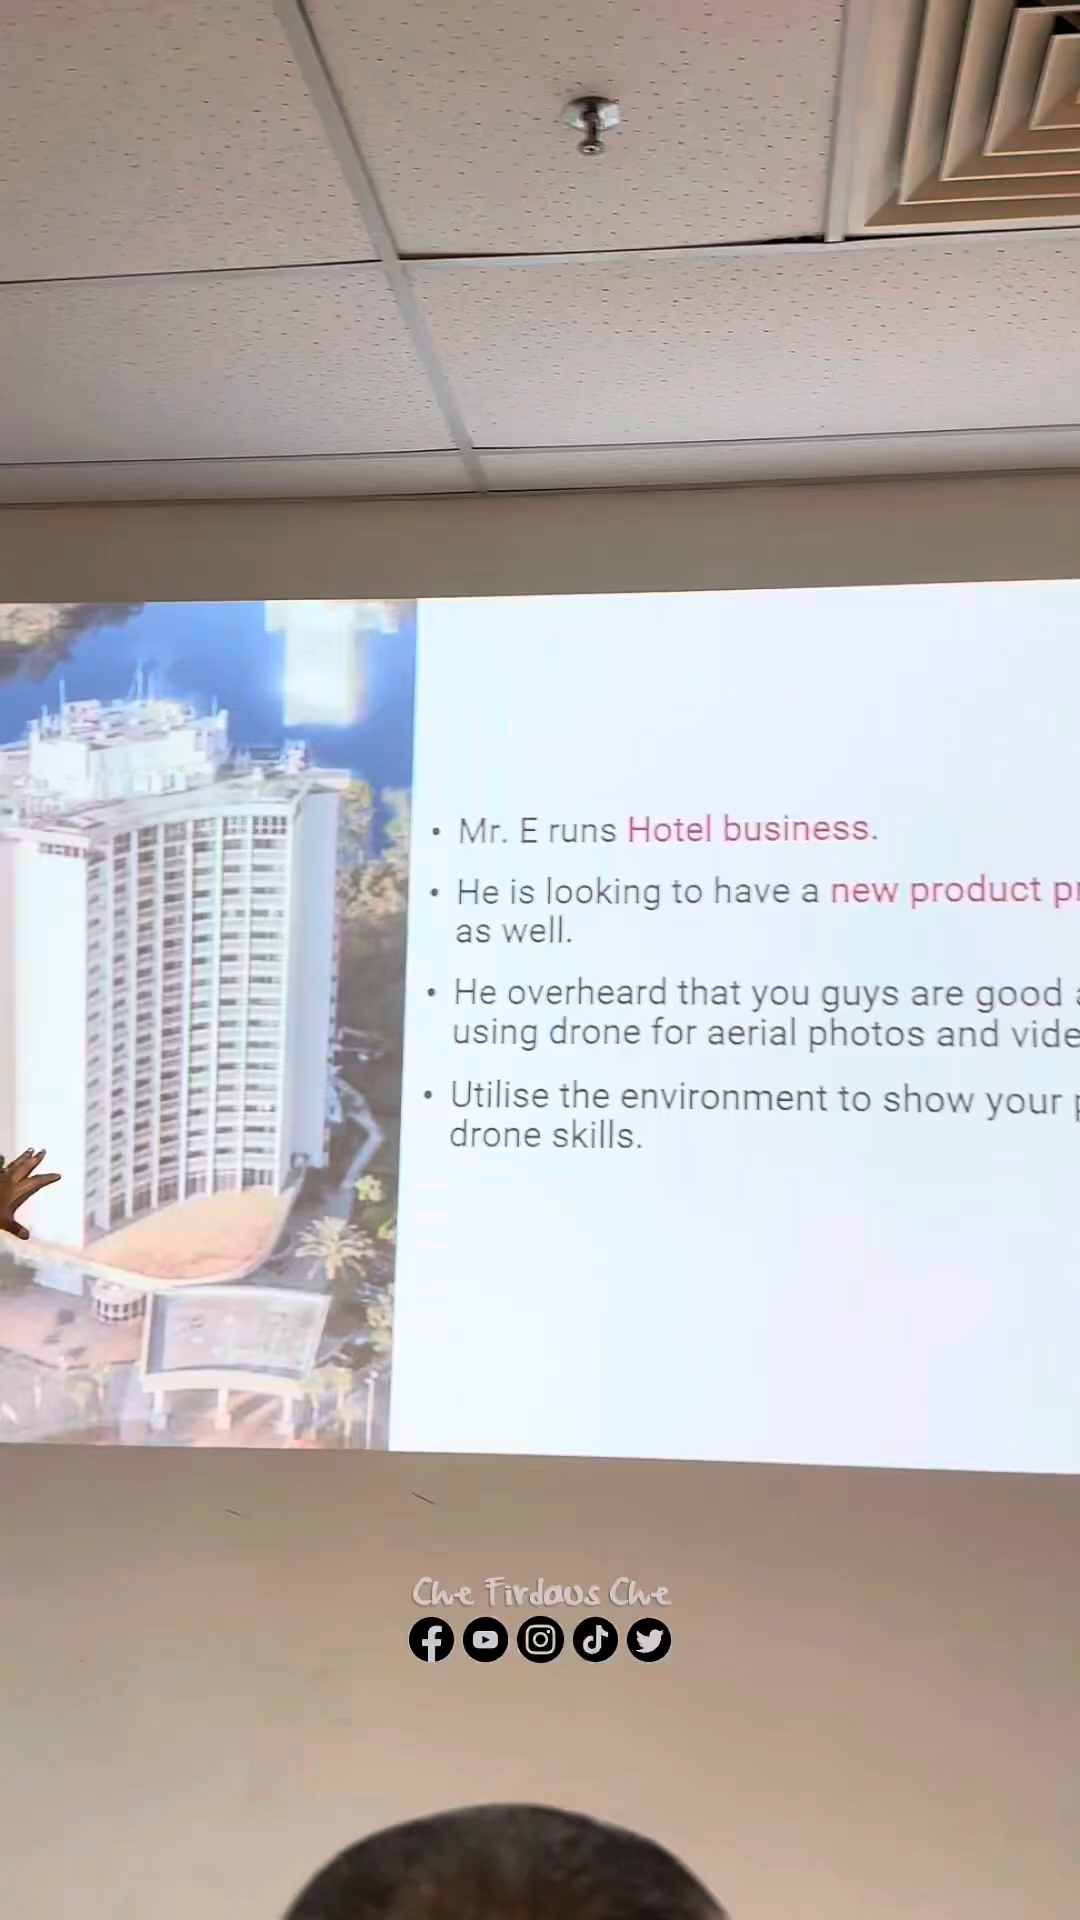 • Mr. E runs Hotel business.
• He is looking to have a new product
as well.
• He overheard that you guys are good
using drone for aerial photos and
• Utilise the environment to show your
drone skills.
Che Firdaus Che